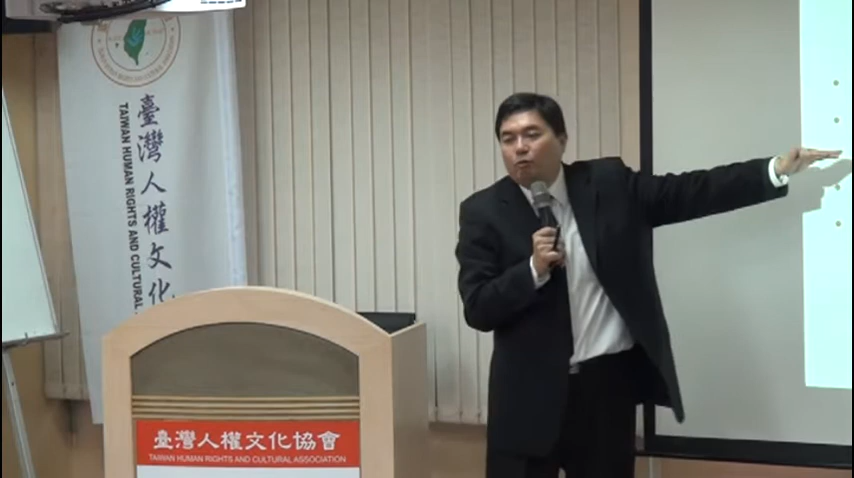 臺灣人權文化
TAIWAN HUMAN RIGHTS AND CULTURAL
臺灣人權文化協會
TAIWAN HUMAN RIGHTS AND CULTURAL ASSOCIATION